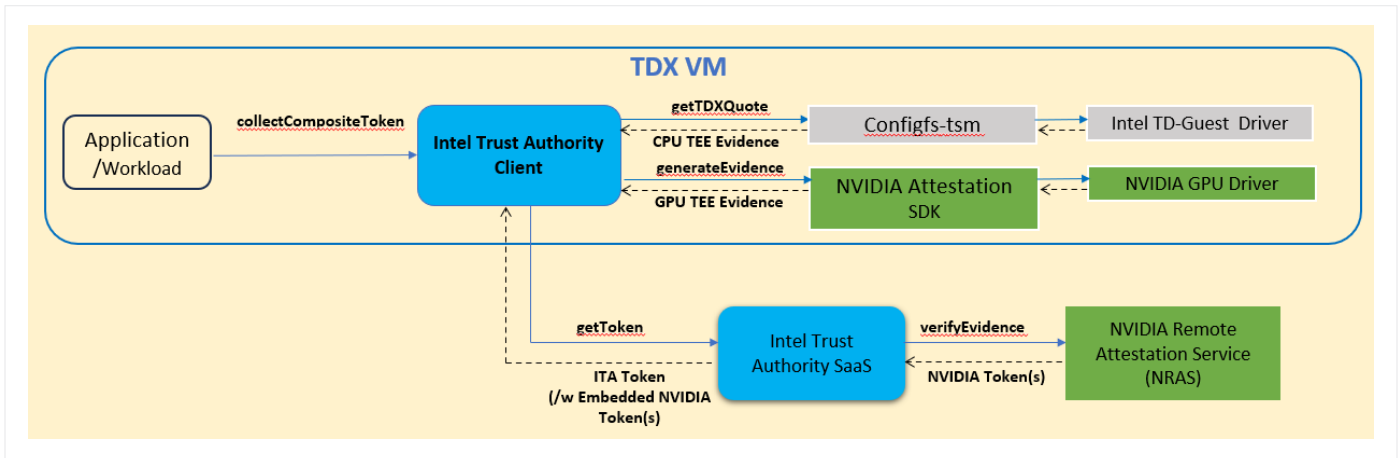 TDX VM
Application
/Workload
collectCompositeToken
Intel Trust Authority
Client
getTDXQuote
CPU TEE Evidence
generateEvidence
GPU TEE Evidence
Configfs-tsm
Intel TD-Guest Driver
NVIDIA Attestation
SDK
NVIDIA GPU Driver
getToken
ITA Token
(/w Embedded NVIDIA
Token(s)
Intel Trust
Authority SaaS
verifyEvidence
NVIDIA Token(s)
NVIDIA Remote
Attestation Service
(NRAS)